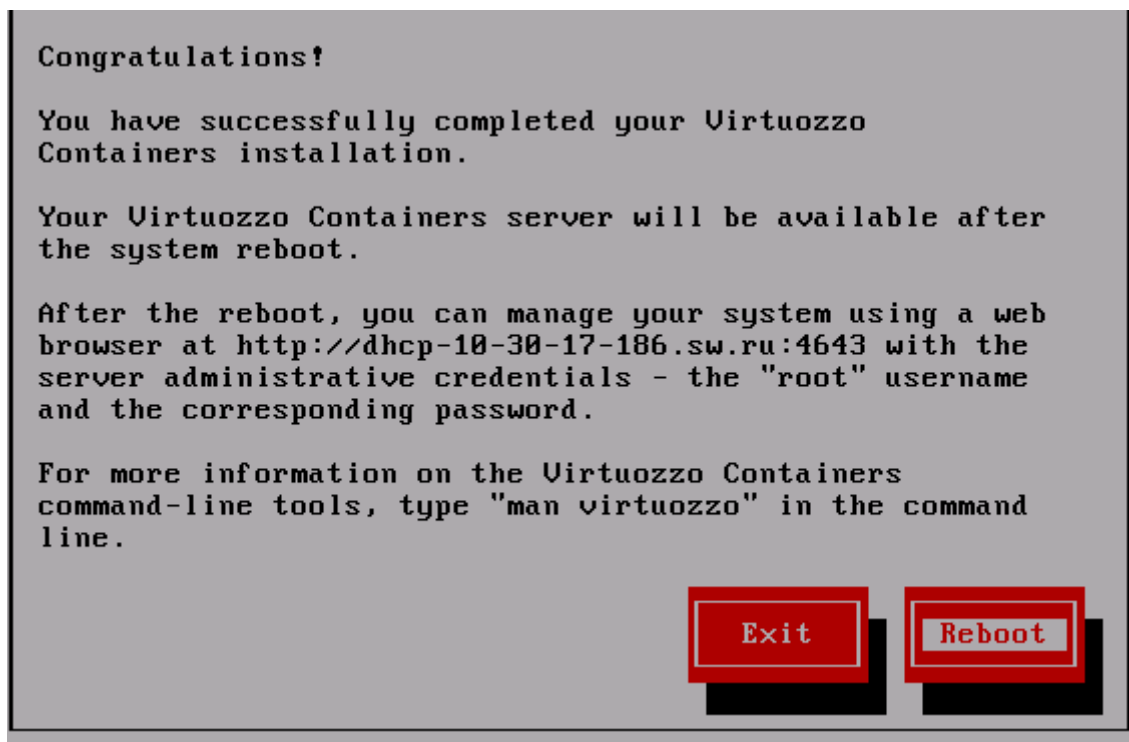 Congratulations!
You have successfully completed your Virtuozzo
Containers installation.
Your Virtuozzo Containers server will be available after
the system reboot.
After the reboot, you can manage your system using a web
browser at http://dhcp-10-30-17-186.sw.ru:4643 with the
server administrative credentials - the "root" username
and the corresponding password.
For more information on the Virtuozzo Containers
command-line tools, type "man virtuozzo" in the command
line.
Exit Reboot